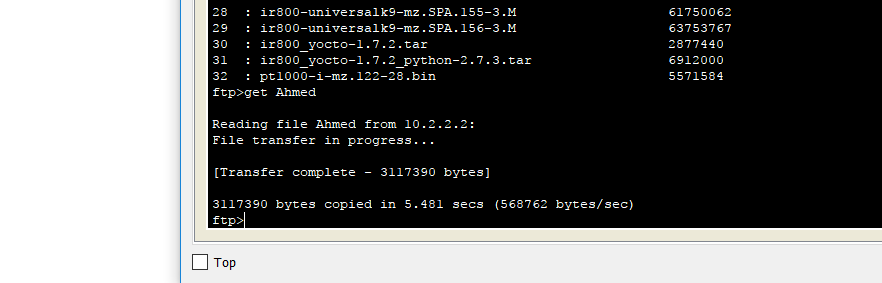 28 : ir800-universalk9-mz.SPA.155-3.M 61750062
29 : ir800-universalk9-mz.SPA.156-3.M 63753767
30 : ir800_yocto-1.7.2.tar 2877440
31 : ir800_yocto-1.7.2_python-2.7.3.tar 6912000
32 : pt1000-i-mz.122-28.bin 5571584
ftp>get Ahmed
Reading file Ahmed from 10.2.2.2:
File transfer in progress...
[Transfer complete - 3117390 bytes]
3117390 bytes copied in 5.481 secs (568762 bytes/sec)
ftp>
Top